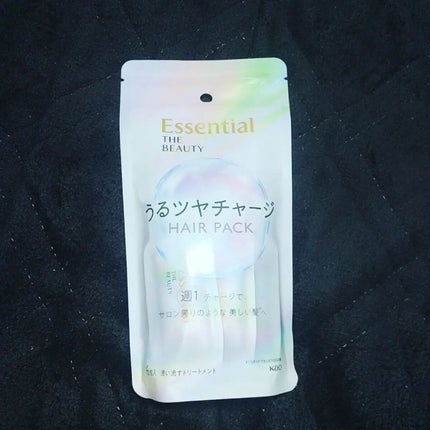 Essential
THE
BEAUTY
うるツヤチャージ
HAIR PACK
THE
BEAUTY
週1 チャージで、
サロン帰りのような 美しい髪へ
洗い流すトリートメント
Kao